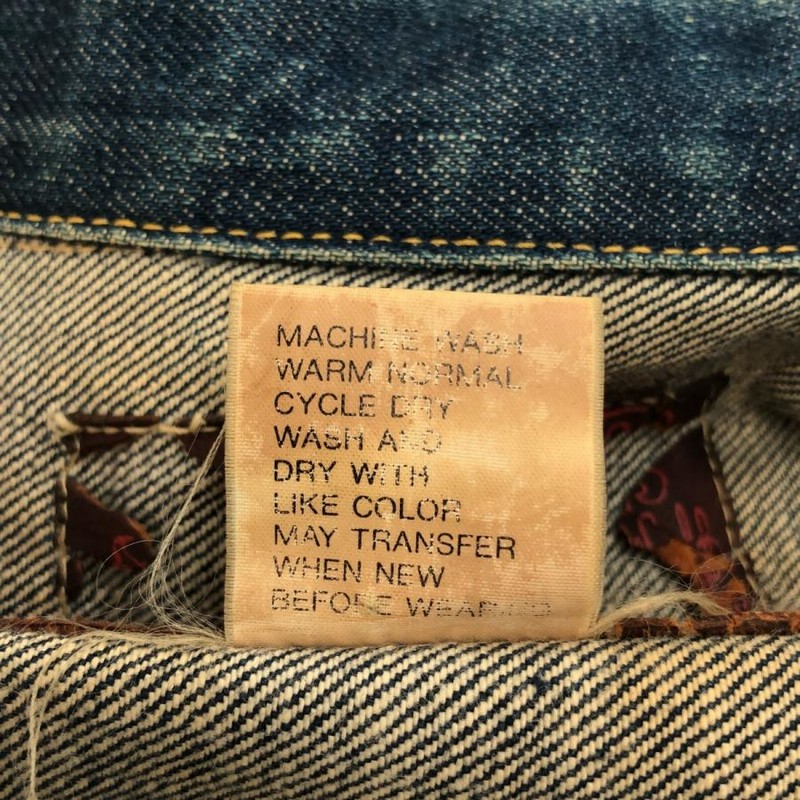 MACHINE WASH
WARM NORMAL
CYCLE DRY
WASH AND
DRY WITH
LIKE COLOR
MAY TRANSFER
WHEN NEW
BEFORE